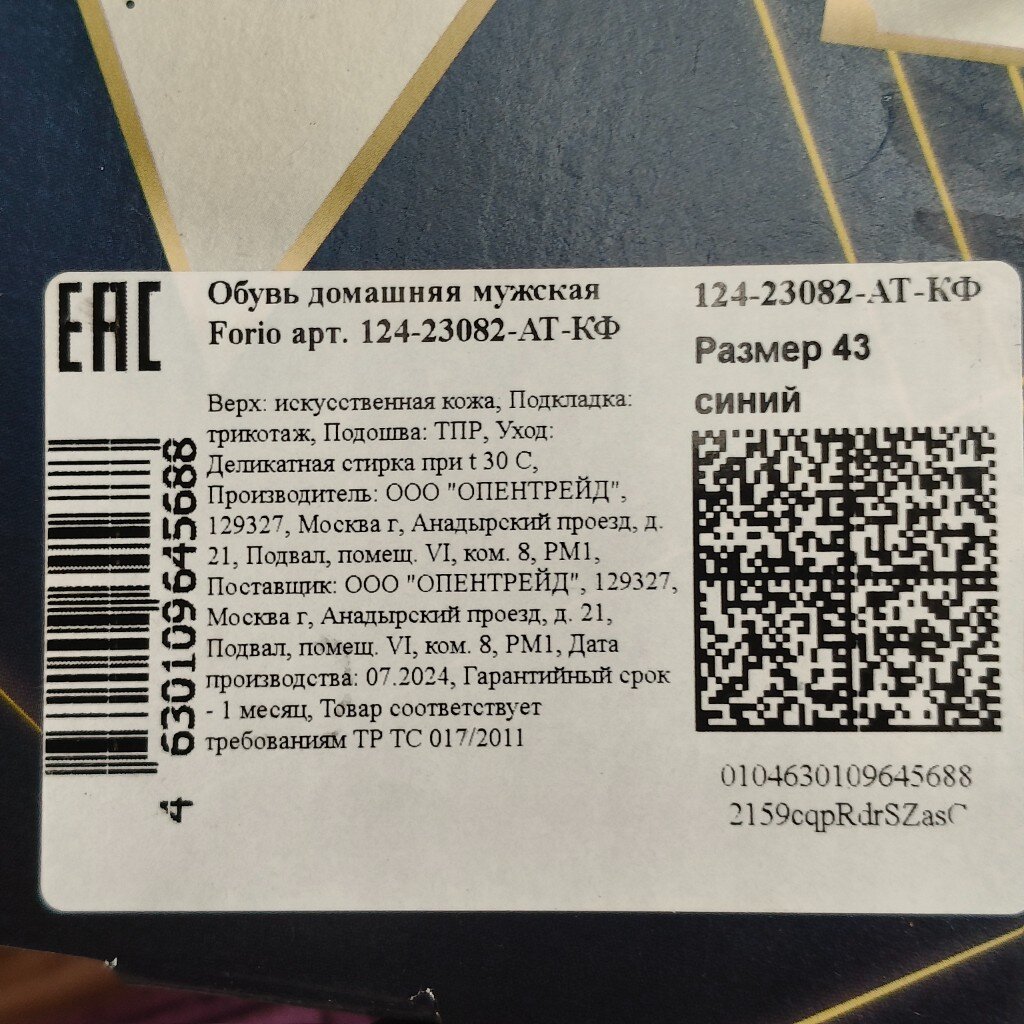 EAC
Обувь домашняя мужская
Forio арт. 124-23082-АТ-КФ
Верх: искусственная кожа, Подкладка:
трикотаж, Подошва: ТПР, Уход:
Деликатная стирка при t 30 С,
Производитель: ООО "ОПЕНТРЕЙД",
129327, Москва г, Анадырский проезд, д.
21, Подвал, помещ. VI, ком. 8, РМ1,
Поставщик: ООО "ОПЕНТРЕЙД", 129327,
Москва г, Анадырский проезд, д. 21,
Подвал, помещ. VI, ком. 8, РМ1, Дата
производства: 07.2024, Гарантийный срок
- 1 месяц, Товар соответствует
требованиям ТР ТС 017/2011
4 630109 645688
124-23082-АТ-КФ
Размер 43
синий
0104630109645688
2159cqpRdrSZasC